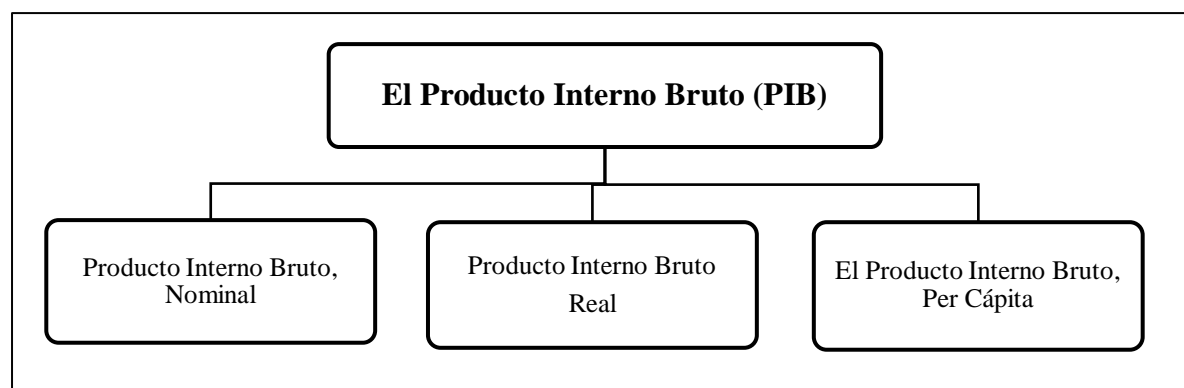 El Producto Interno Bruto (PIB)
Producto Interno Bruto,
Nominal
Producto Interno Bruto
Real
El Producto Interno Bruto,
Per Cápita